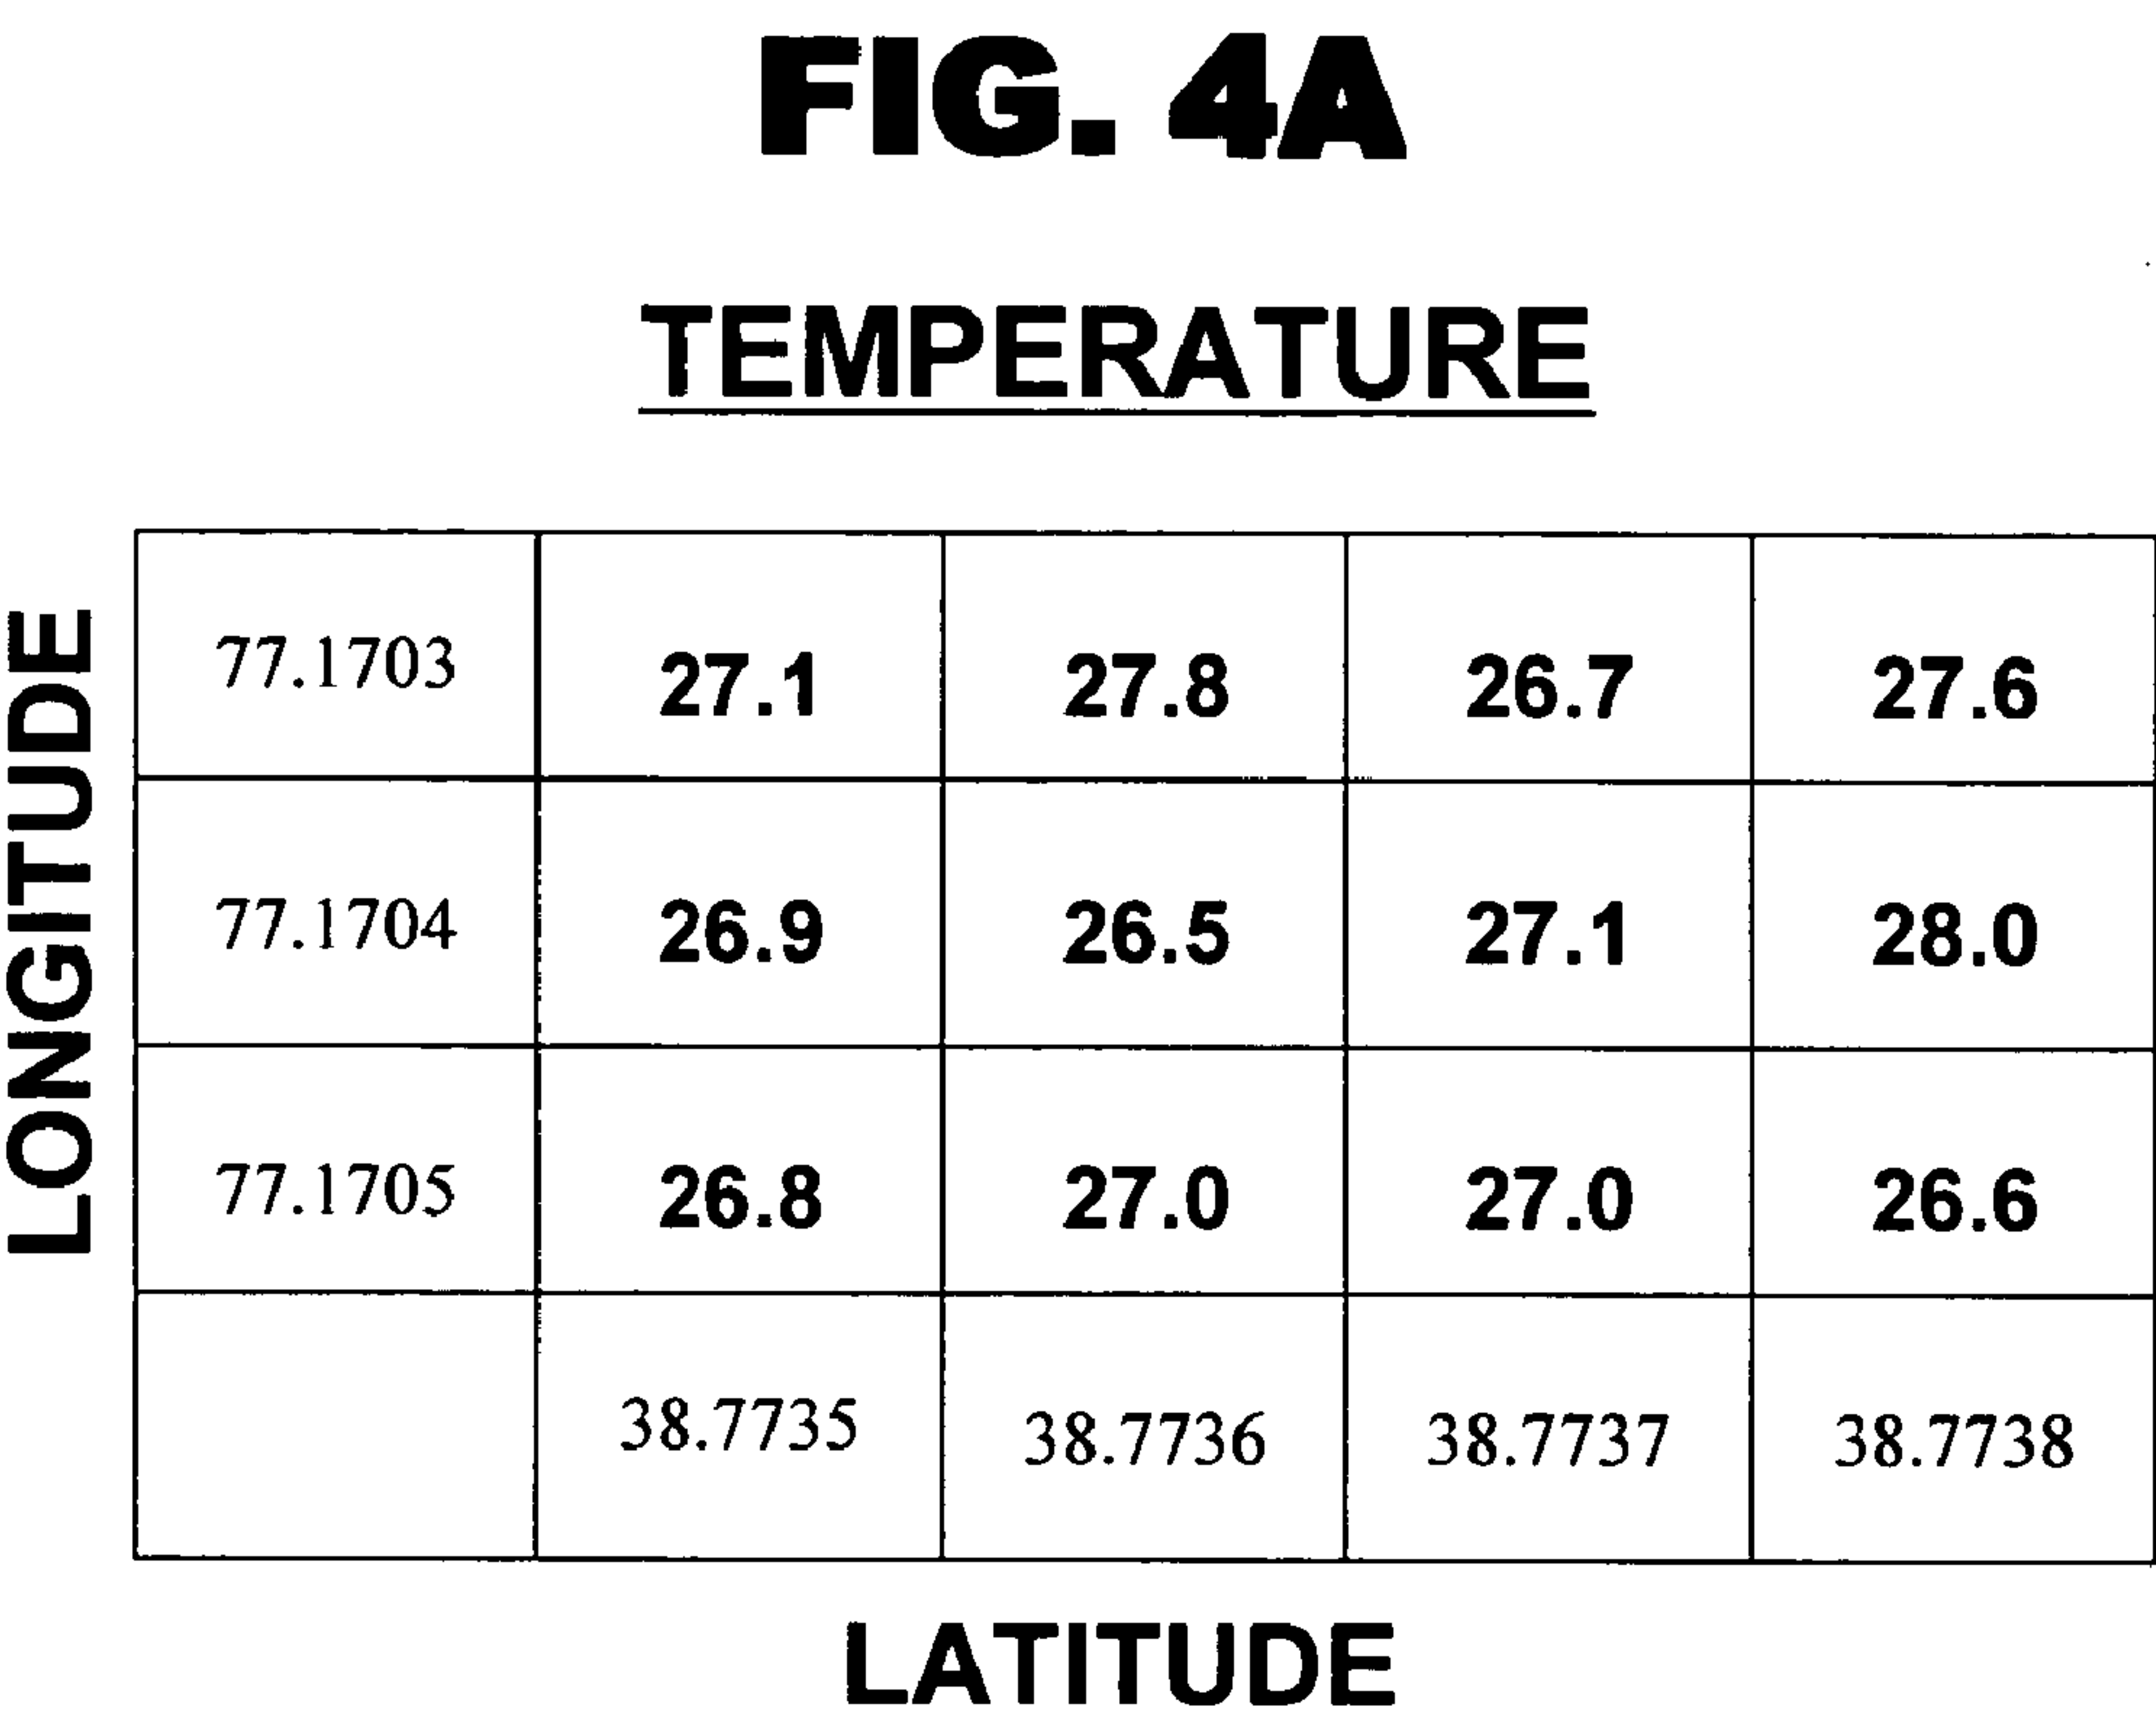 FIG. 4A
TEMPERATURE
LONGITUDE
77.1703 27.1 27.8 26.7 27.6
77.1704 26.9 26.5 27.1 28.0
77.1705 26.8 27.0 27.0 26.6
38.7735 38.7736 38.7737 38.7738
LATITUDE